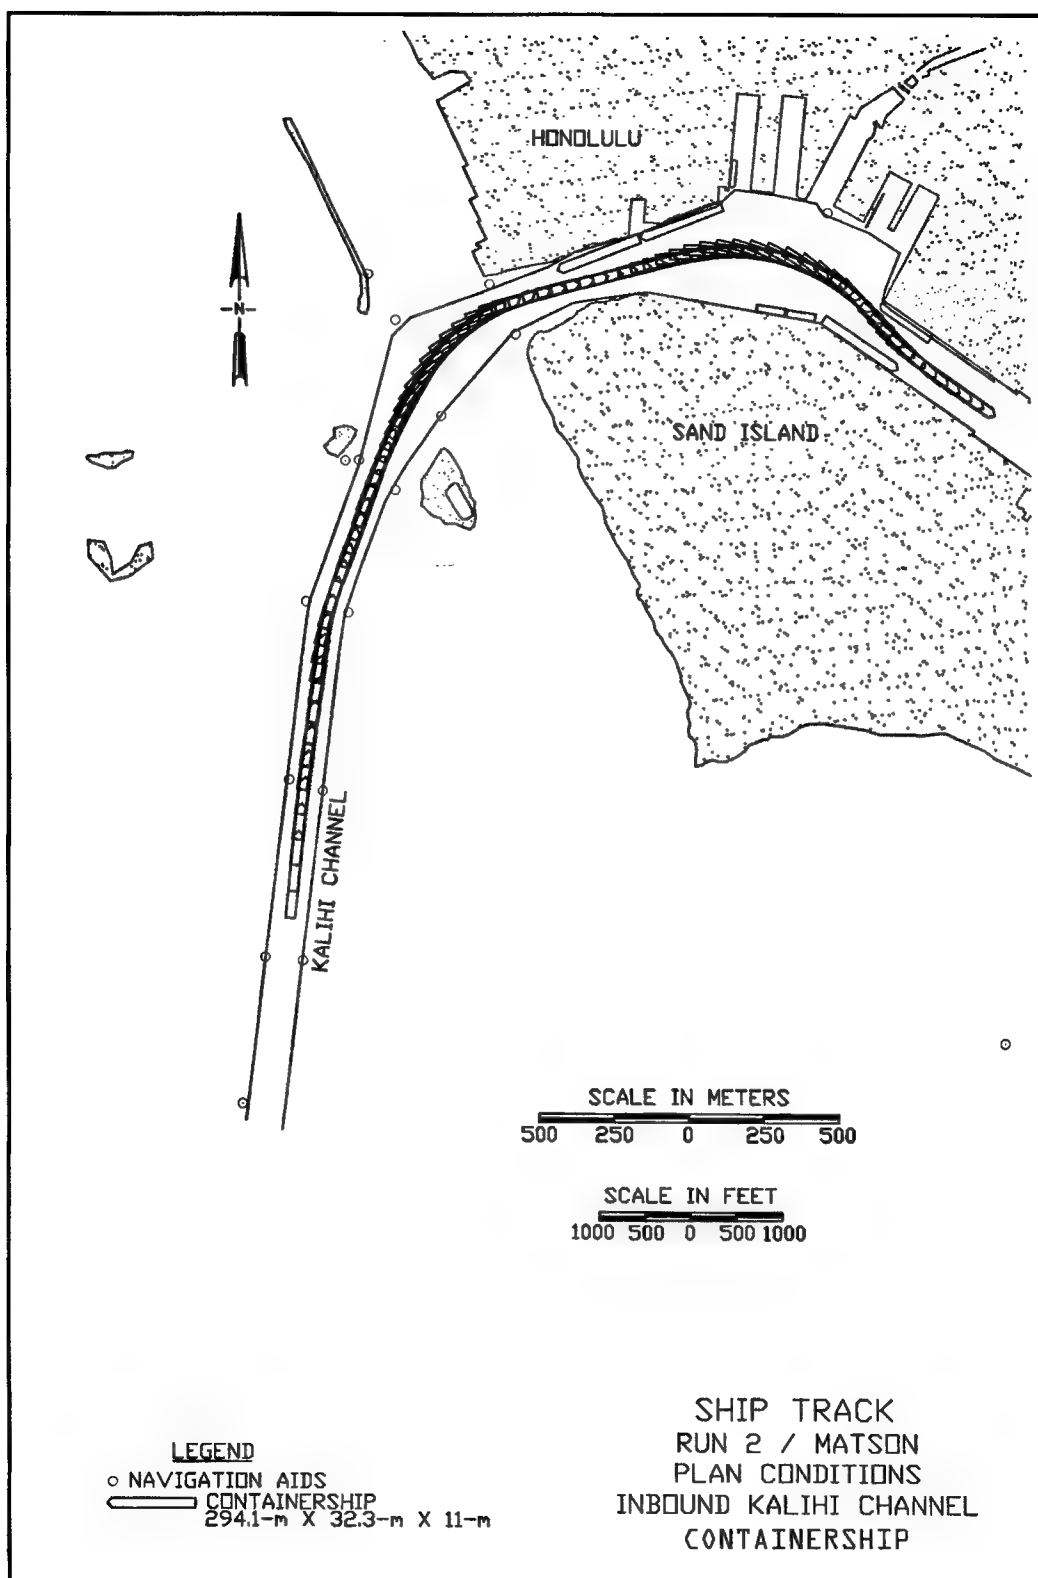 HONOLULU
-N-
SAND ISLAND
KALIHI CHANNEL
SCALE IN METERS
500 250 0 250 500
SCALE IN FEET
1000 500 0 500 1000
LEGEND
NAVIGATION AIDS
CONTAINERSHIP
294.1-m X 32.3-m X 11-m
SHIP TRACK
RUN 2 / MATSON
PLAN CONDITIONS
INBOUND KALIHI CHANNEL
CONTAINERSHIP